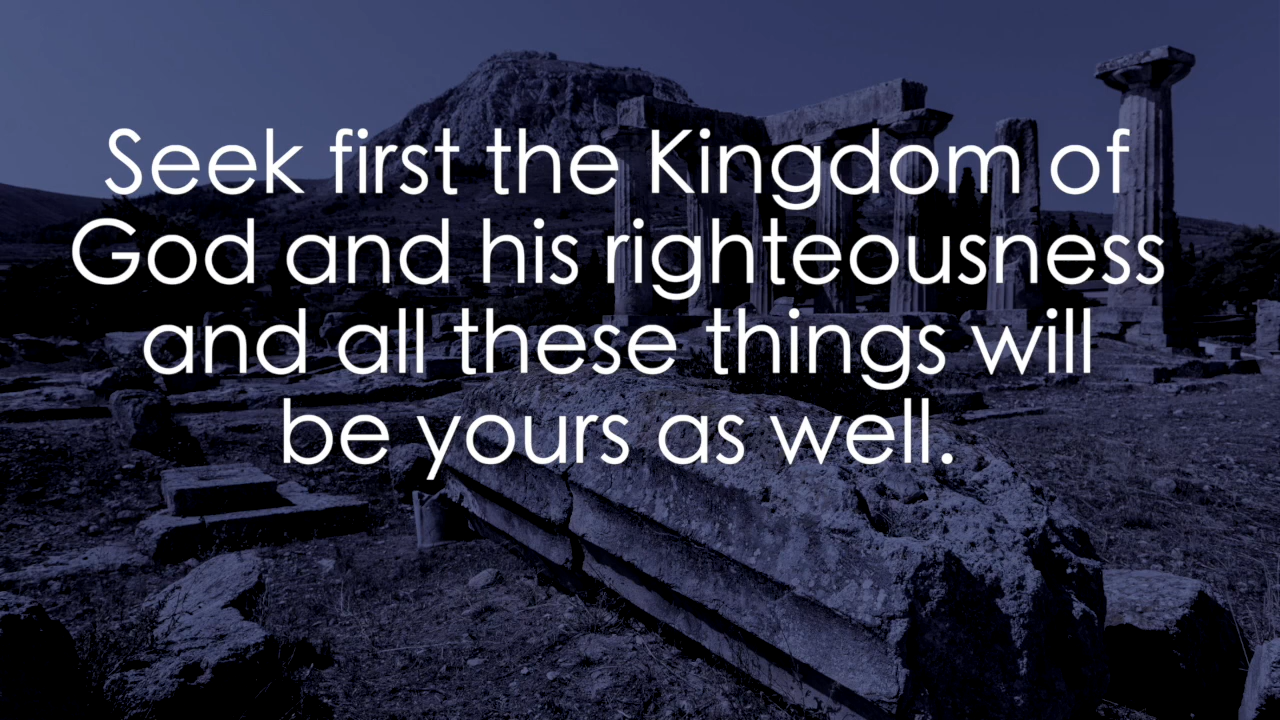 Seek first the Kingdom of
God and his righteousness
and all these things will
be yours as well.